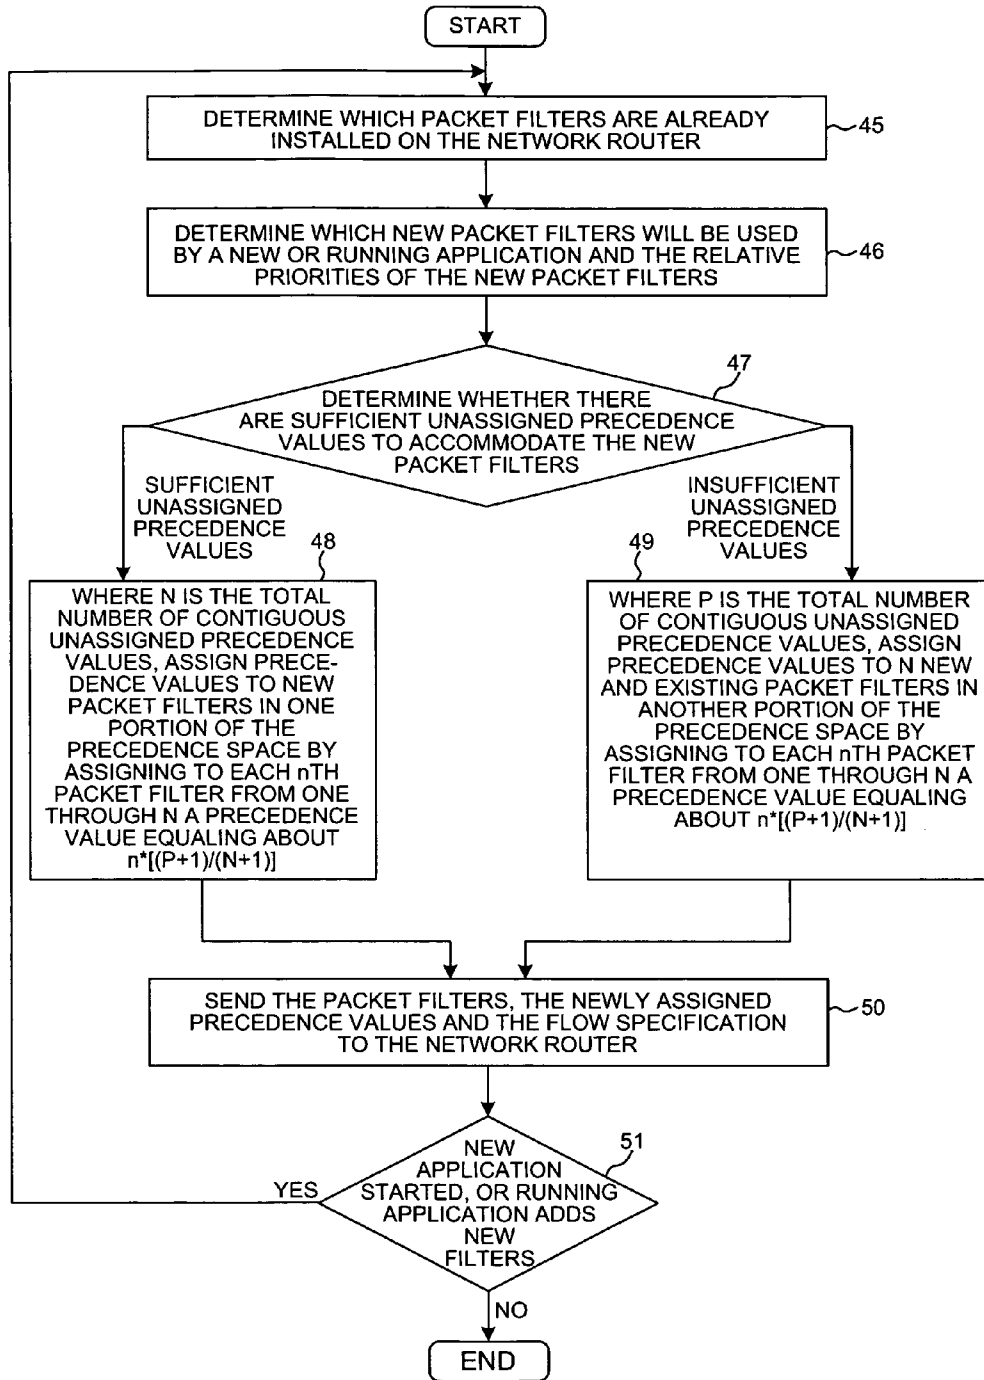 START
DETERMINE WHICH PACKET FILTERS ARE ALREADY
INSTALLED ON THE NETWORK ROUTER
45
DETERMINE WHICH NEW PACKET FILTERS WILL BE USED
BY A NEW OR RUNNING APPLICATION AND THE RELATIVE
PRIORITIES OF THE NEW PACKET FILTERS
46
47
DETERMINE WHETHER THERE
ARE SUFFICIENT UNASSIGNED PRECEDENCE
VALUES TO ACCOMMODATE THE NEW
PACKET FILTERS
SUFFICIENT
UNASSIGNED
PRECEDENCE
VALUES
INSUFFICIENT
UNASSIGNED
PRECEDENCE
VALUES
48
WHERE N IS THE TOTAL
NUMBER OF CONTIGUOUS
UNASSIGNED PRECEDENCE
VALUES, ASSIGN PRECE-
DENCE VALUES TO NEW
PACKET FILTERS IN ONE
PORTION OF THE
PRECEDENCE SPACE BY
ASSIGNING TO EACH nTH
PACKET FILTER FROM ONE
THROUGH N A PRECEDENCE
VALUE EQUALING ABOUT
n*[(P+1)/(N+1)]
49
WHERE P IS THE TOTAL NUMBER
OF CONTIGUOUS UNASSIGNED
PRECEDENCE VALUES, ASSIGN
PRECEDENCE VALUES TO N NEW
AND EXISTING PACKET FILTERS IN
ANOTHER PORTION OF THE
PRECEDENCE SPACE BY
ASSIGNING TO EACH nTH PACKET
FILTER FROM ONE THROUGH N A
PRECEDENCE VALUE EQUALING
ABOUT n*[(P+1)/(N+1)]
SEND THE PACKET FILTERS, THE NEWLY ASSIGNED
PRECEDENCE VALUES AND THE FLOW SPECIFICATION
TO THE NETWORK ROUTER
50
51
NEW
APPLICATION
STARTED, OR RUNNING
APPLICATION ADDS
NEW
FILTERS
YES
NO
END